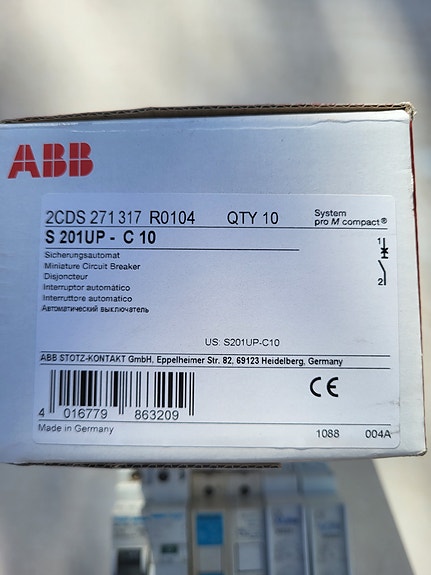 ABB
2CDS 271 317 R0104 QTY 10 System
pro M compact®
S 201UP - C 10
Sicherungsautomat
Miniature Circuit Breaker
Disjoncteur
Interruptor automático
Interruttore automatico
Автоматический выключатель
1
2
US: S201UP-C10
ABB STOTZ-KONTAKT GmbH, Eppelheimer Str. 82, 69123 Heidelberg, Germany
CE
4 016779 863209
Made in Germany 1088 004A